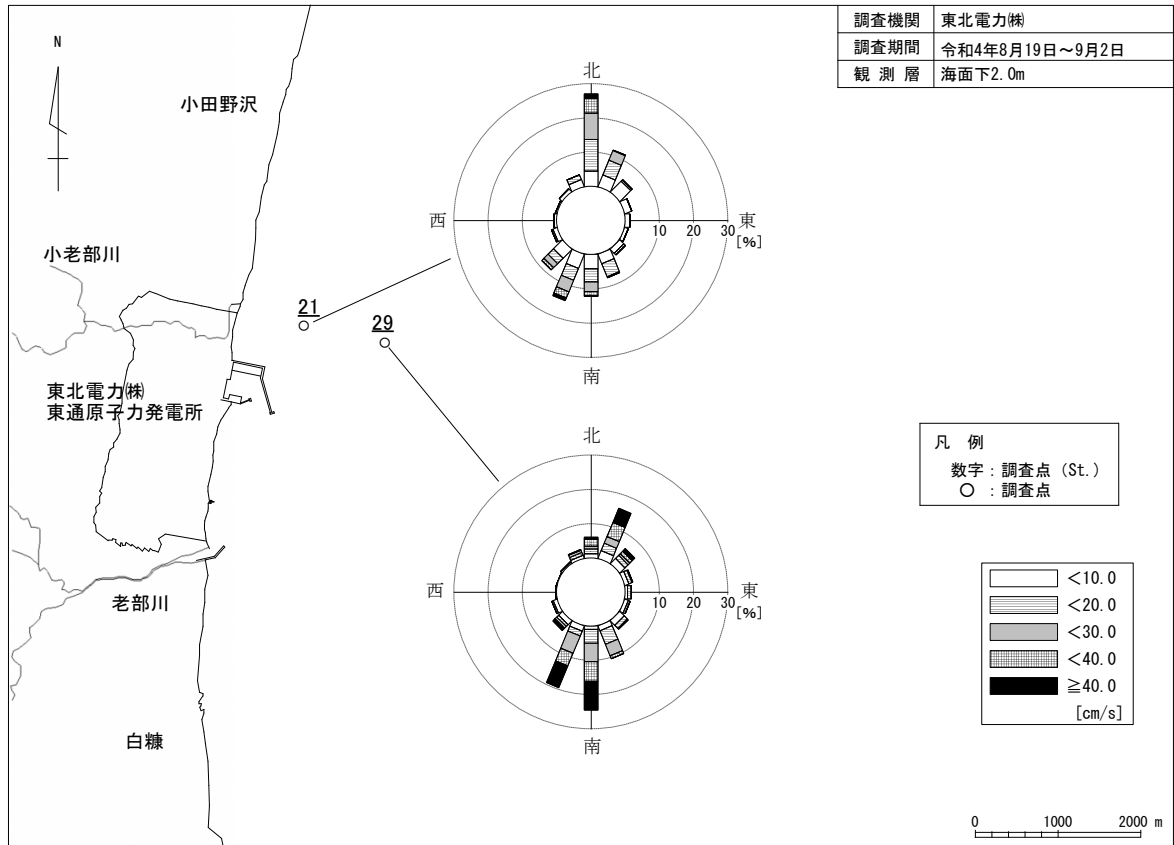 調査機関 東北電力㈱
調査期間 令和4年8月19日～9月2日
観測層 海面下2.0m
N
小田野沢
小老部川
21
29
東北電力㈱
東通原子力発電所
老部川
白糠
北
西
東
10 20 30
[%]
南
北
西
東
10 20 30
[%]
南
凡 例
数字：調査点（St.）
○ ：調査点
<10.0
<20.0
<30.0
<40.0
≧40.0
[cm/s]
0 1000 2000 m